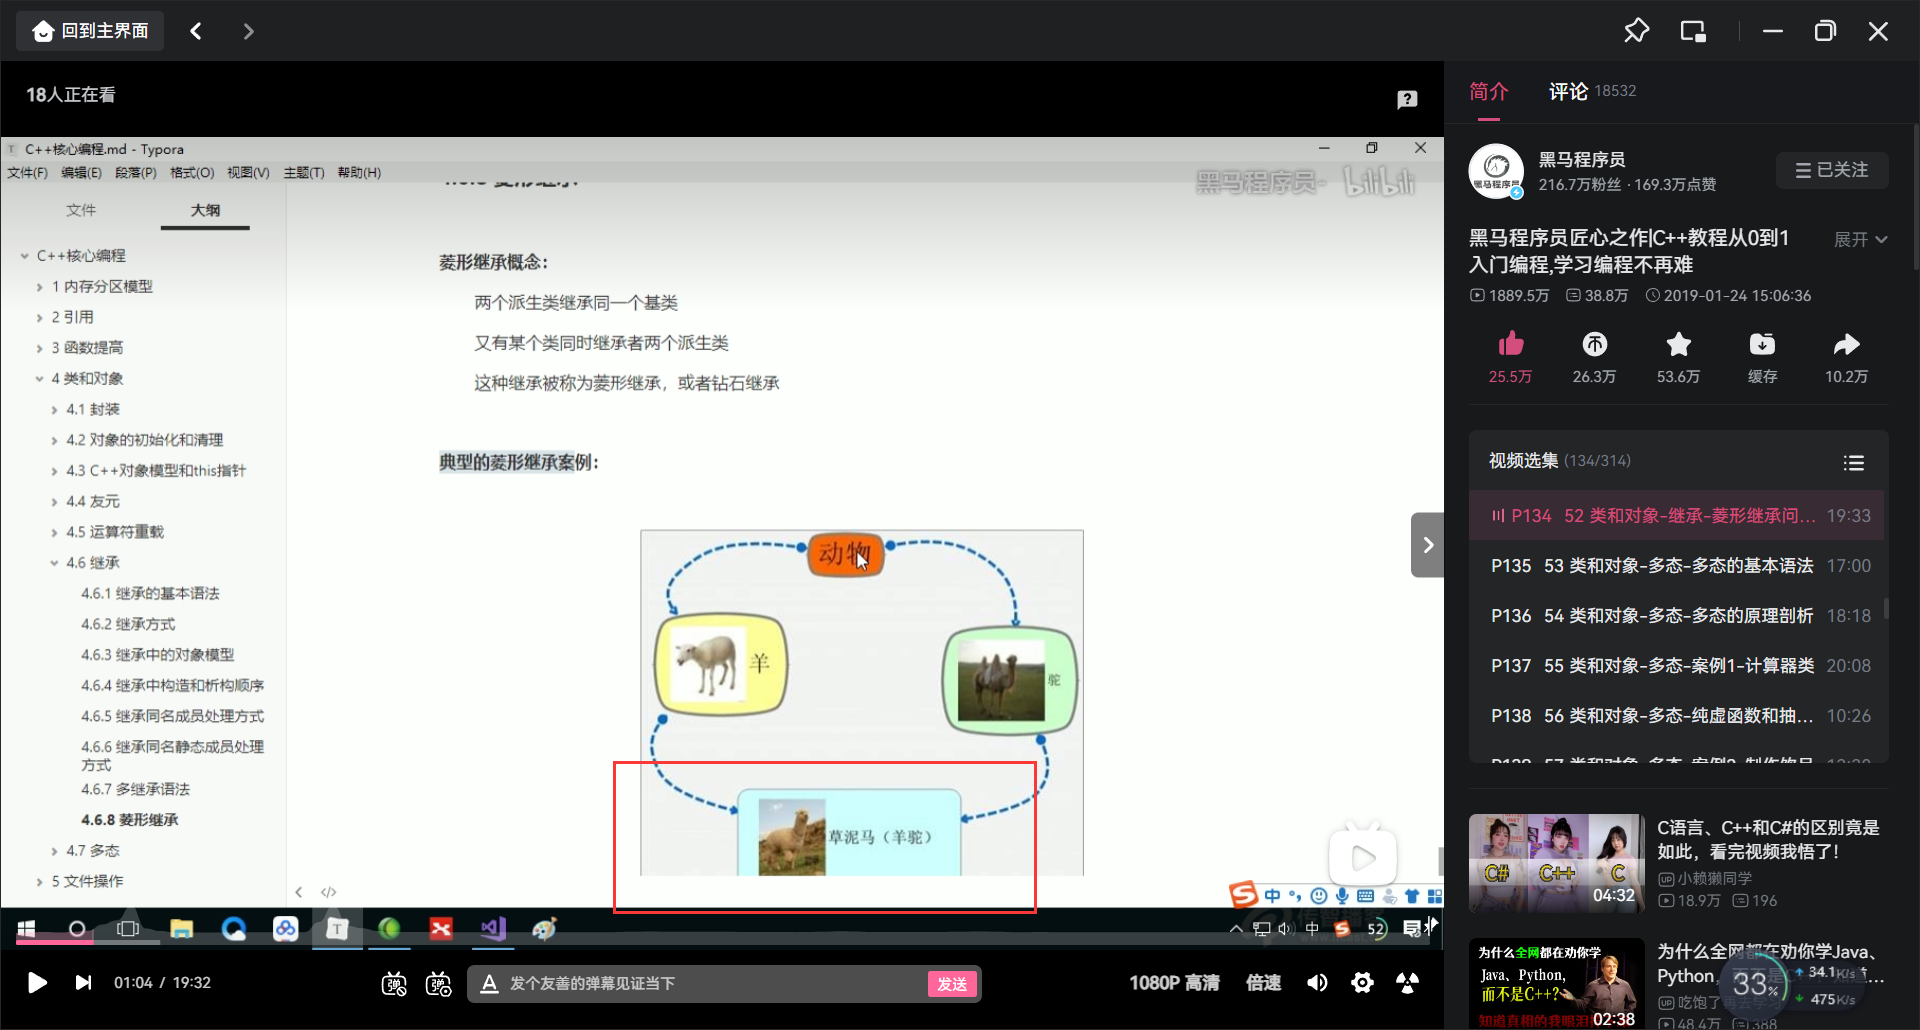 回到主界面
18人正在看
C++核心编程.md - Typora
文件(F) 编辑(E) 段落(P) 格式(O) 视图(V) 主题(T) 帮助(H)
黑马程序员- bilibili
文件 大纲
C++核心编程
1 内存分区模型
2 引用
3 函数提高
4 类和对象
4.1 封装
4.2 对象的初始化和清理
4.3 C++对象模型和this指针
4.4 友元
4.5 运算符重载
4.6 继承
4.6.1 继承的基本语法
4.6.2 继承方式
4.6.3 继承中的对象模型
4.6.4 继承中构造和析构顺序
4.6.5 继承同名成员处理方式
4.6.6 继承同名静态成员处理
方式
4.6.7 多继承语法
4.6.8 菱形继承
4.7 多态
5 文件操作
菱形继承概念：
两个派生类继承同一个基类
又有某个类同时继承者两个派生类
这种继承被称为菱形继承，或者钻石继承
典型的菱形继承案例：
动物
羊
驼
草泥马（羊驼）
</>
中
中
52
01:04 / 19:32
弹 弹
A 发个友善的弹幕见证当下
发送
1080P 高清 倍速
简介 评论 18532
黑马程序员
216.7万粉丝 · 169.3万点赞
已关注
黑马程序员匠心之作|C++教程从0到1
入门编程,学习编程不再难
展开
1889.5万 38.8万 2019-01-24 15:06:36
25.5万 26.3万 53.6万 缓存 10.2万
视频选集 (134/314)
P134 52 类和对象-继承-菱形继承问... 19:33
P135 53 类和对象-多态-多态的基本语法 17:00
P136 54 类和对象-多态-多态的原理剖析 18:18
P137 55 类和对象-多态-案例1-计算器类 20:08
P138 56 类和对象-多态-纯虚函数和抽... 10:26
C# C++ C
04:32
C语言、C++和C#的区别竟是
如此，看完视频我悟了！
UP 小赖獭同学
18.9万 196
为什么全网都在劝你学
Java、Python,
而不是C++?
02:38
为什么全网都在劝你学Java、
Python,
UP 吃饱了
48.4万 388
33%
34.1K/s
475K/s